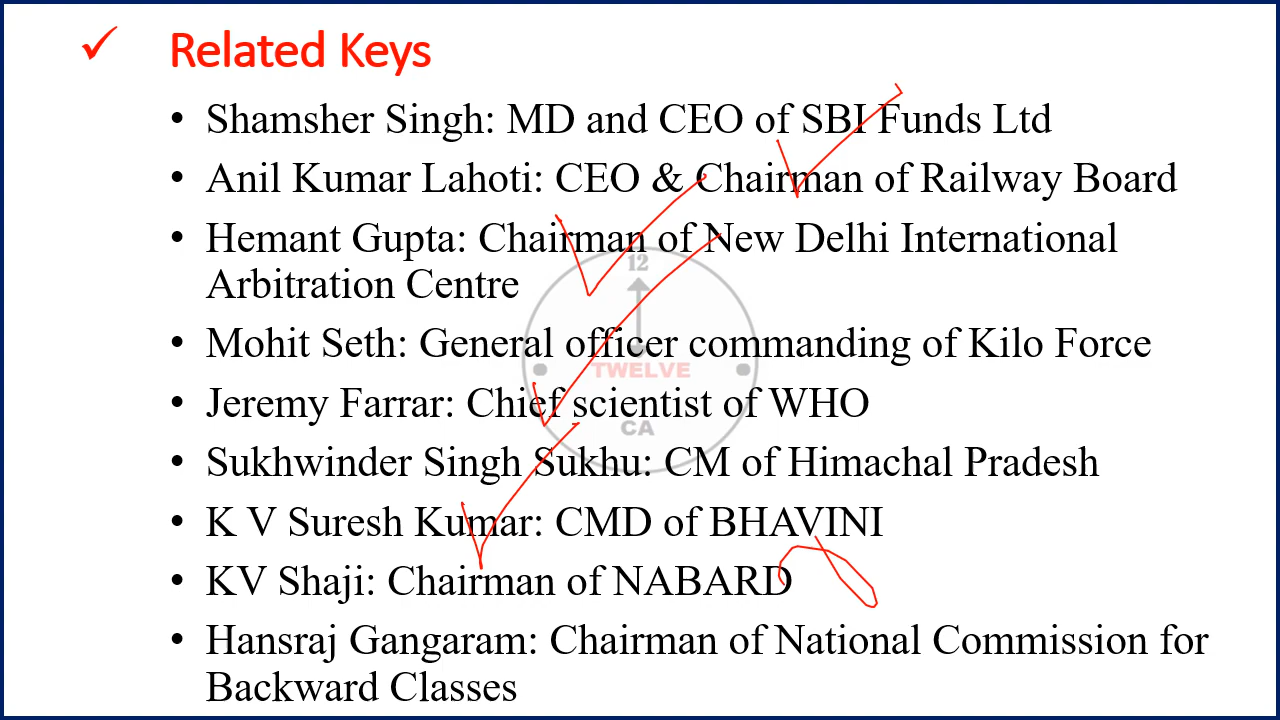 Related Keys
• Shamsher Singh: MD and CEO of SBI Funds Ltd
• Anil Kumar Lahoti: CEO & Chairman of Railway Board
• Hemant Gupta: Chairman of New Delhi International
Arbitration Centre
• Mohit Seth: General officer commanding of Kilo Force
• Jeremy Farrar: Chief scientist of WHO
• Sukhwinder Singh Sukhu: CM of Himachal Pradesh
• K V Suresh Kumar: CMD of BHAVINI
• KV Shaji: Chairman of NABARD
• Hansraj Gangaram: Chairman of National Commission for
Backward Classes
12
TWELVE
CA